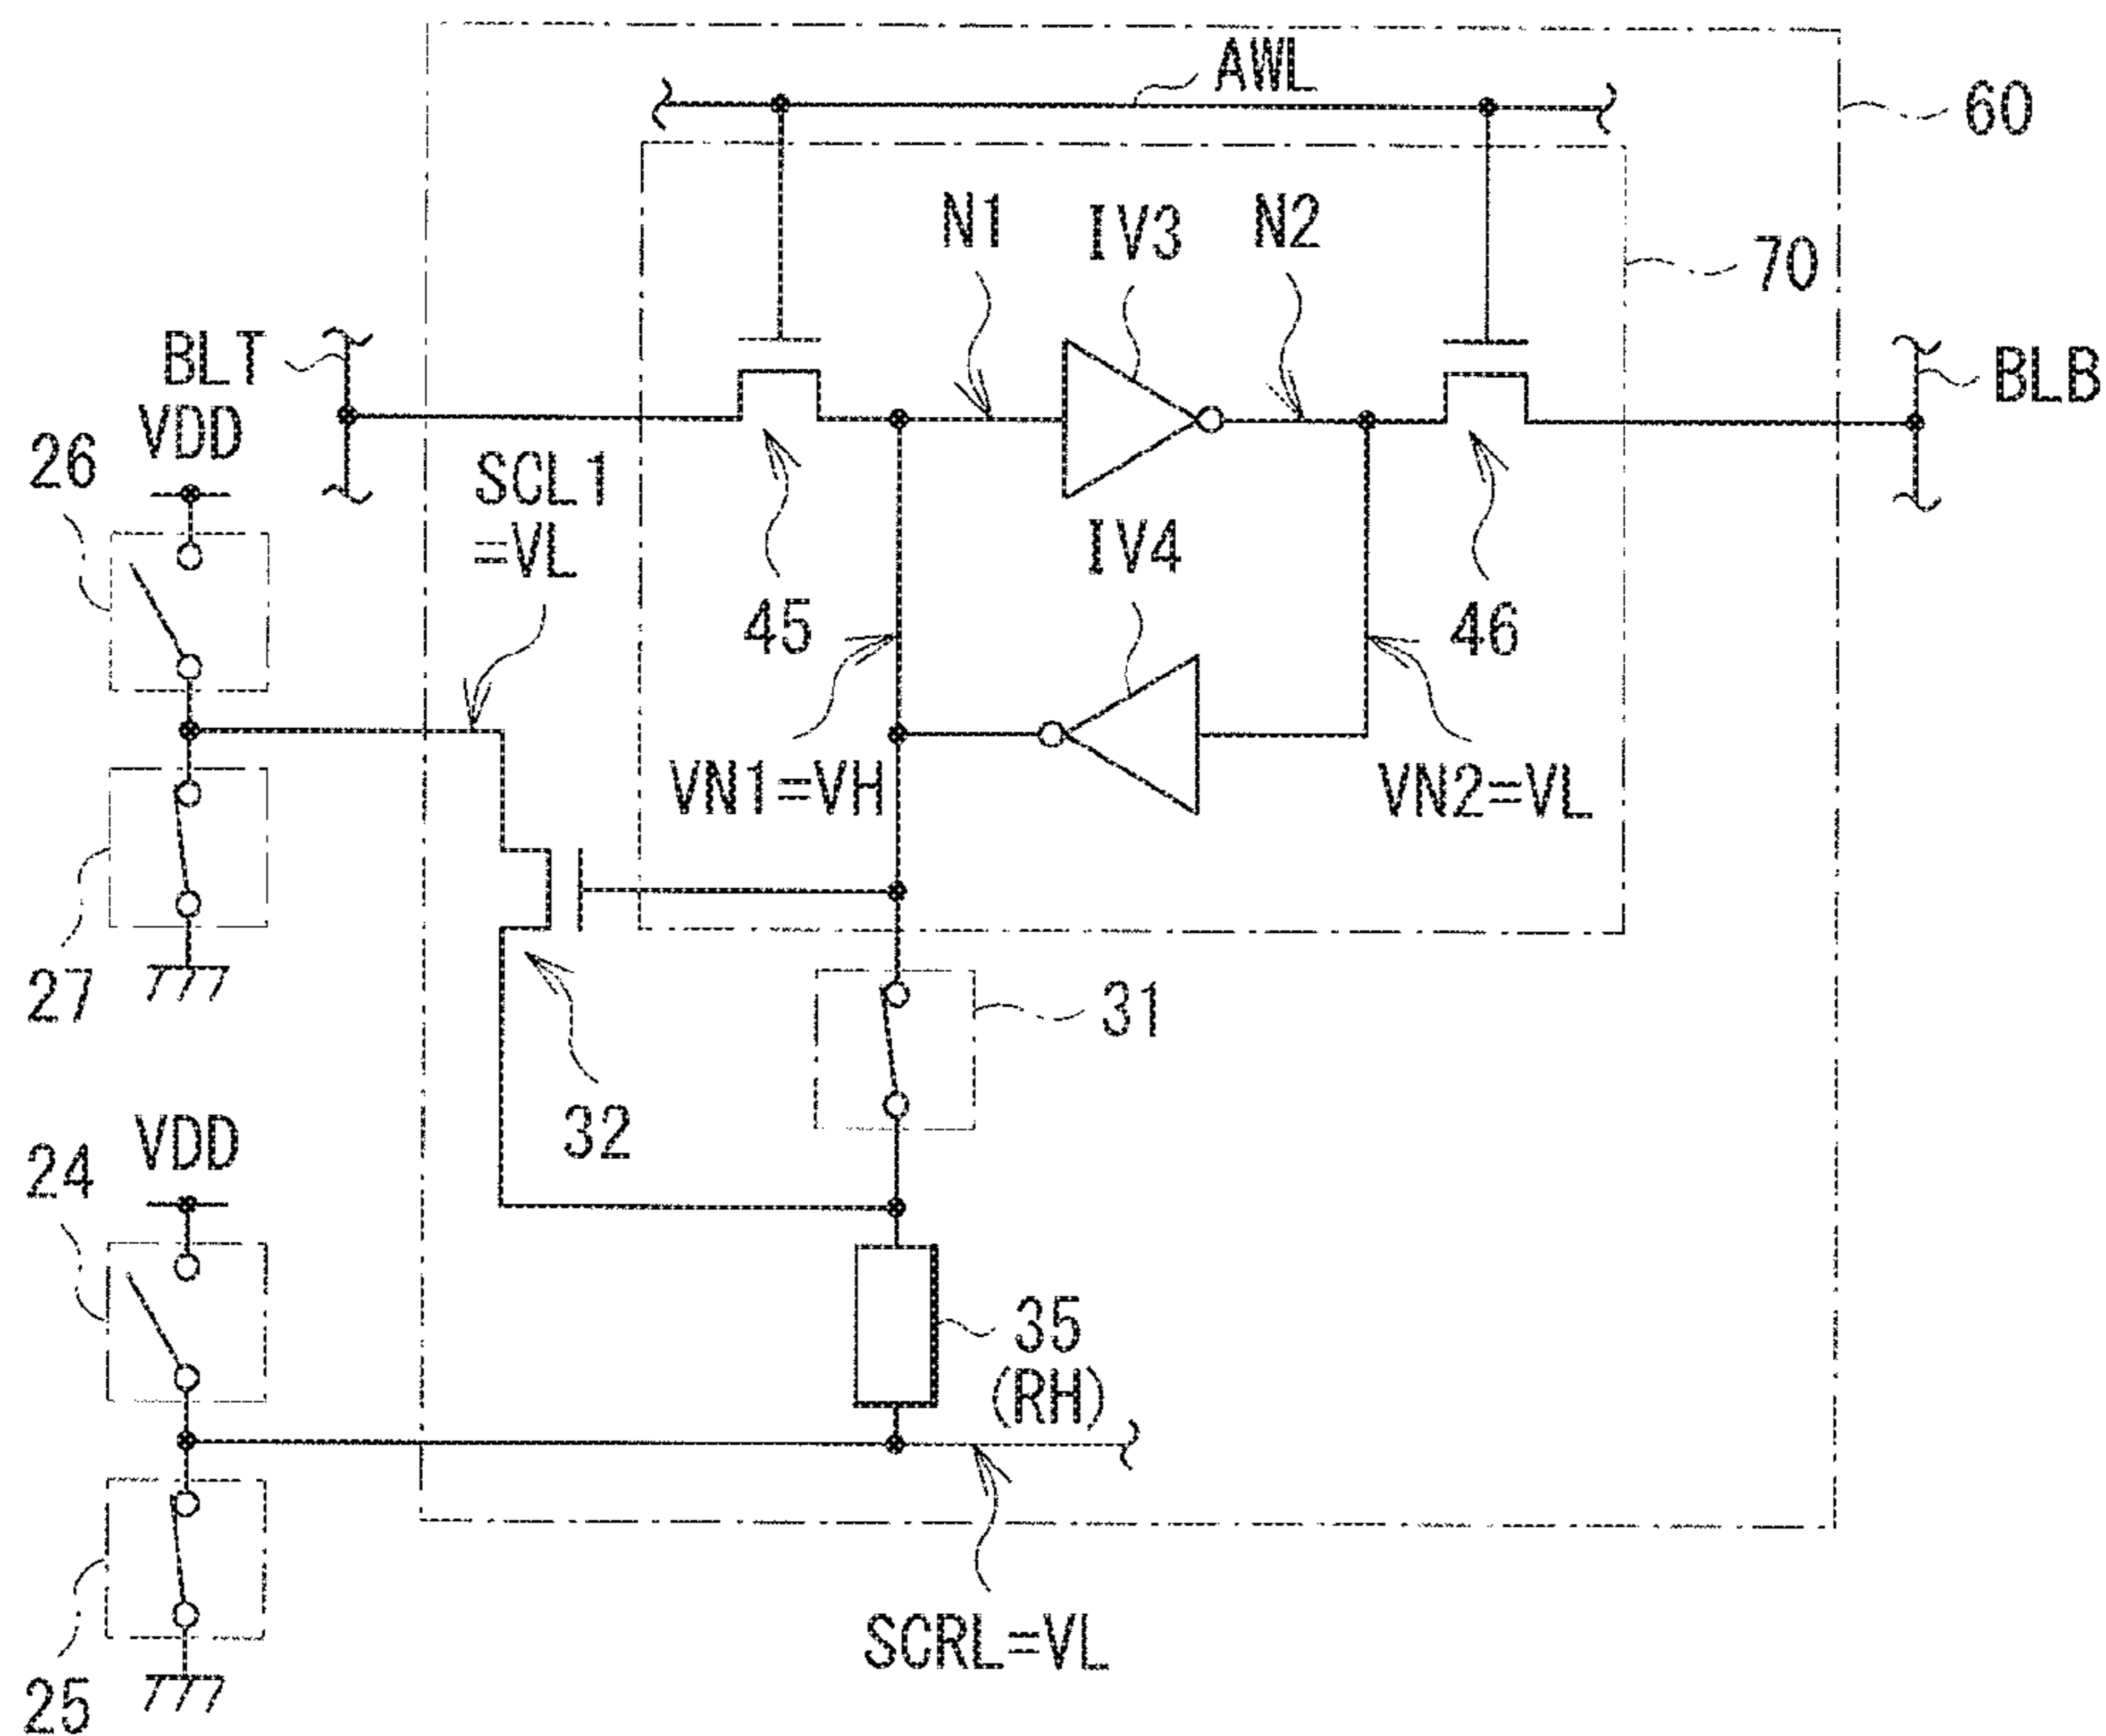 AWL
60
N1
IV3
N2
70
BLT
BLB
VDD
26
SCL1
=VL
45
IV4
46
VN1=VH
VN2=VL
27
31
32
VDD
24
35
(RH)
25
SCRL=VL